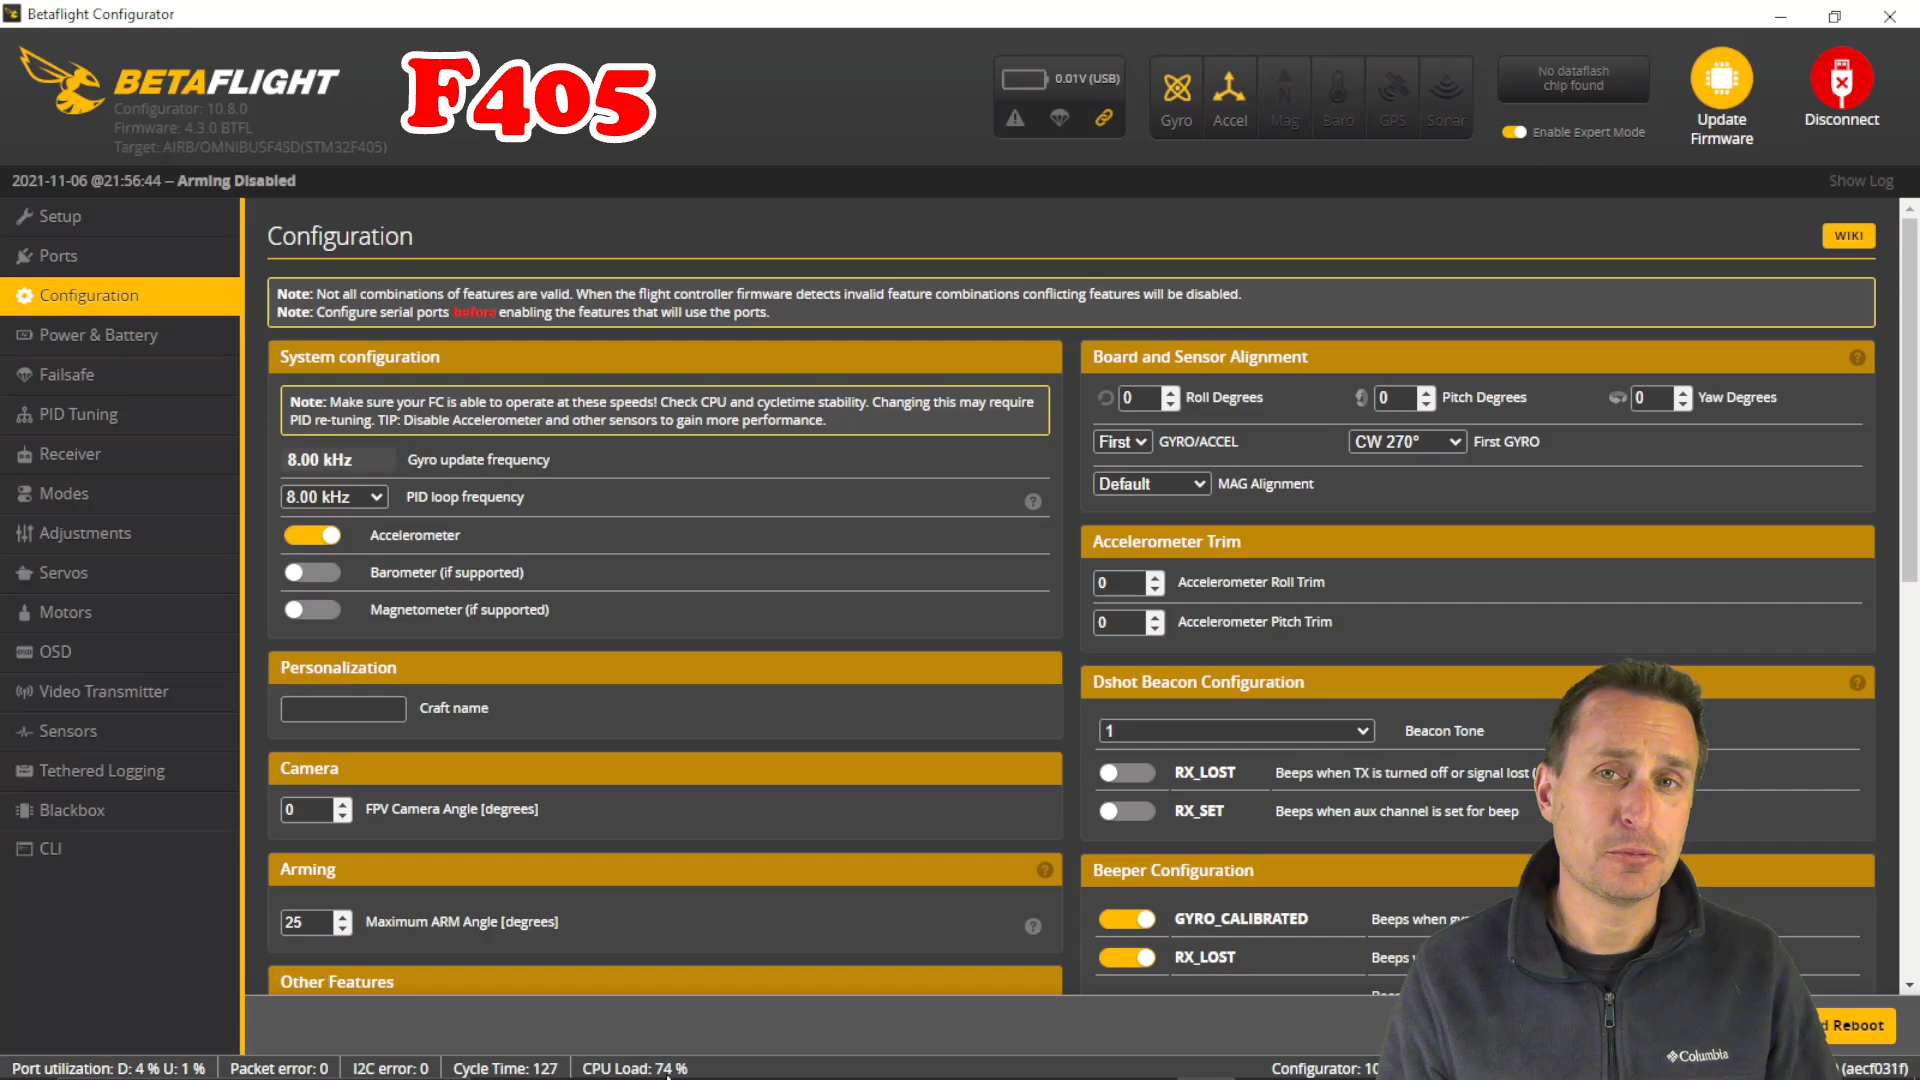 Betaflight Configurator
BETAFLIGHT
Configurator: 10.8.0
Firmware: 4.3.0 BTFL
Target: AIRB/OMNIBUSF4SD(STM32F405)
F405
0.01V (USB)
Gyro
Accel
Mag
Baro
GPS
Sonar
No dataflash
chip found
Enable Expert Mode
Update
Firmware
Disconnect
2021-11-06 @21:56:44 -- Arming Disabled
Show Log
Setup
Ports
Configuration
Power & Battery
Failsafe
PID Tuning
Receiver
Modes
Adjustments
Servos
Motors
OSD
Video Transmitter
Sensors
Tethered Logging
Blackbox
CLI
Configuration
WIKI
Note: Not all combinations of features are valid. When the flight controller firmware detects invalid feature combinations conflicting features will be disabled.
Note: Configure serial ports before enabling the features that will use the ports.
System configuration
Note: Make sure your FC is able to operate at these speeds! Check CPU and cycletime stability. Changing this may require
PID re-tuning. TIP: Disable Accelerometer and other sensors to gain more performance.
8.00 kHz Gyro update frequency
8.00 kHz PID loop frequency
Accelerometer
Barometer (if supported)
Magnetometer (if supported)
Personalization
Craft name
Camera
0 FPV Camera Angle [degrees]
Arming
25 Maximum ARM Angle [degrees]
Other Features
Board and Sensor Alignment
0 Roll Degrees 0 Pitch Degrees 0 Yaw Degrees
First GYRO/ACCEL CW 270° First GYRO
Default MAG Alignment
Accelerometer Trim
0 Accelerometer Roll Trim
0 Accelerometer Pitch Trim
Dshot Beacon Configuration
1 Beacon Tone
RX_LOST Beeps when TX is turned off or signal lost (
RX_SET Beeps when aux channel is set for beep
Beeper Configuration
GYRO_CALIBRATED Beeps when
RX_LOST Beeps
Reboot
Columbia
Port utilization: D: 4 % U: 1 %
Packet error: 0
I2C error: 0
Cycle Time: 127
CPU Load: 74 %
Configurator: 10
(aecf031f)